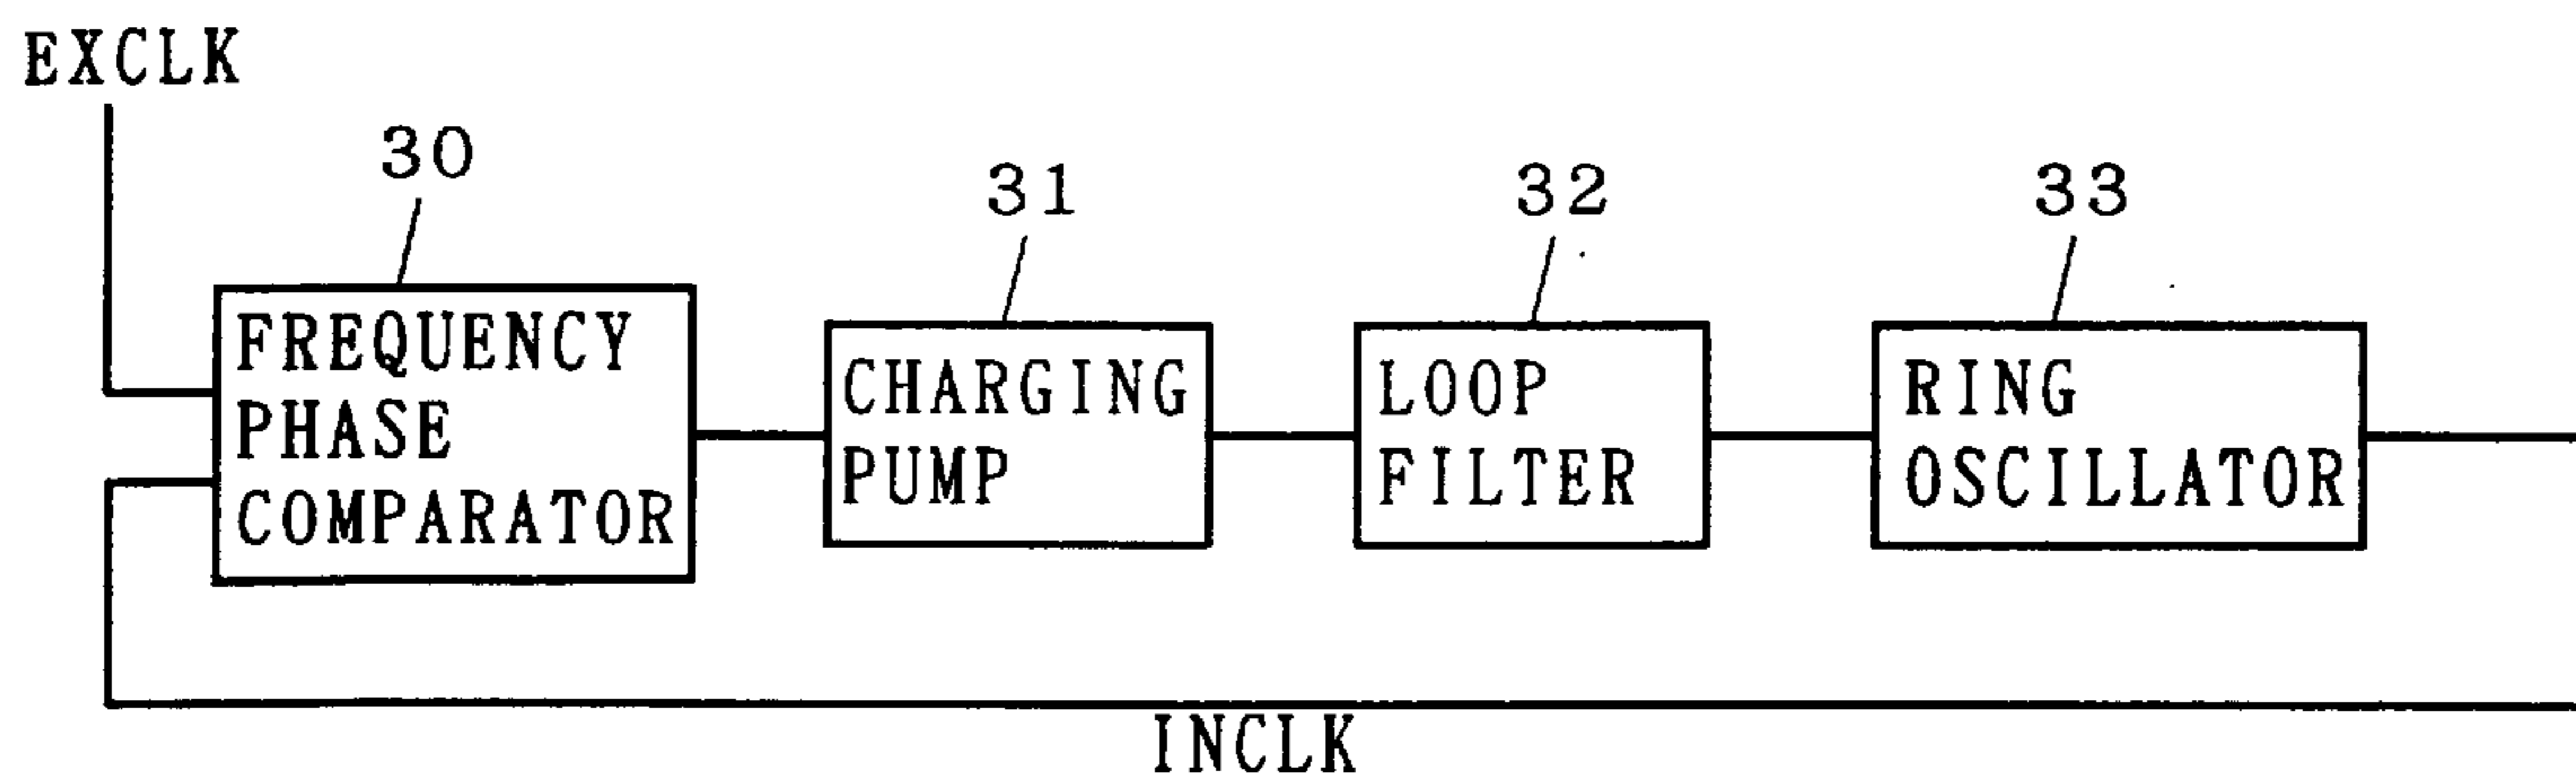 EXCLK
30
31
32
33
FREQUENCY
PHASE
COMPARATOR
CHARGING
PUMP
LOOP
FILTER
RING
OSCILLATOR
INCLK